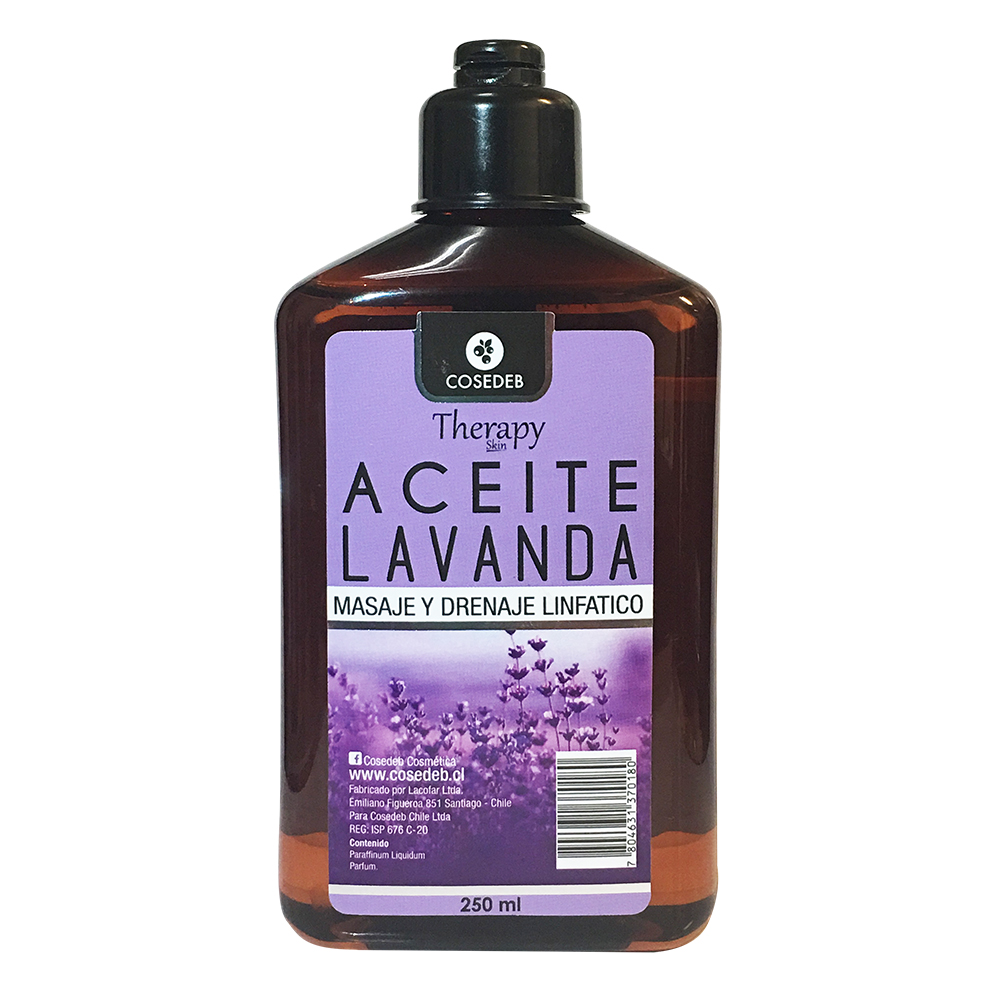 COSEDEB
Therapy
Skin
ACEITE
LAVANDA
MASAJE Y DRENAJE LINFATICO
f Cosedeb Cosmética
www.cosedeb.cl
Fabricado por Lacofar Ltda.
Emiliano Figueroa 851 Santiago - Chile
Para Cosedeb Chile Ltda
REG: ISP 676 C-20
Contenido
Paraffinum Liquidum
Parfum.
7 804631 370180
250 ml